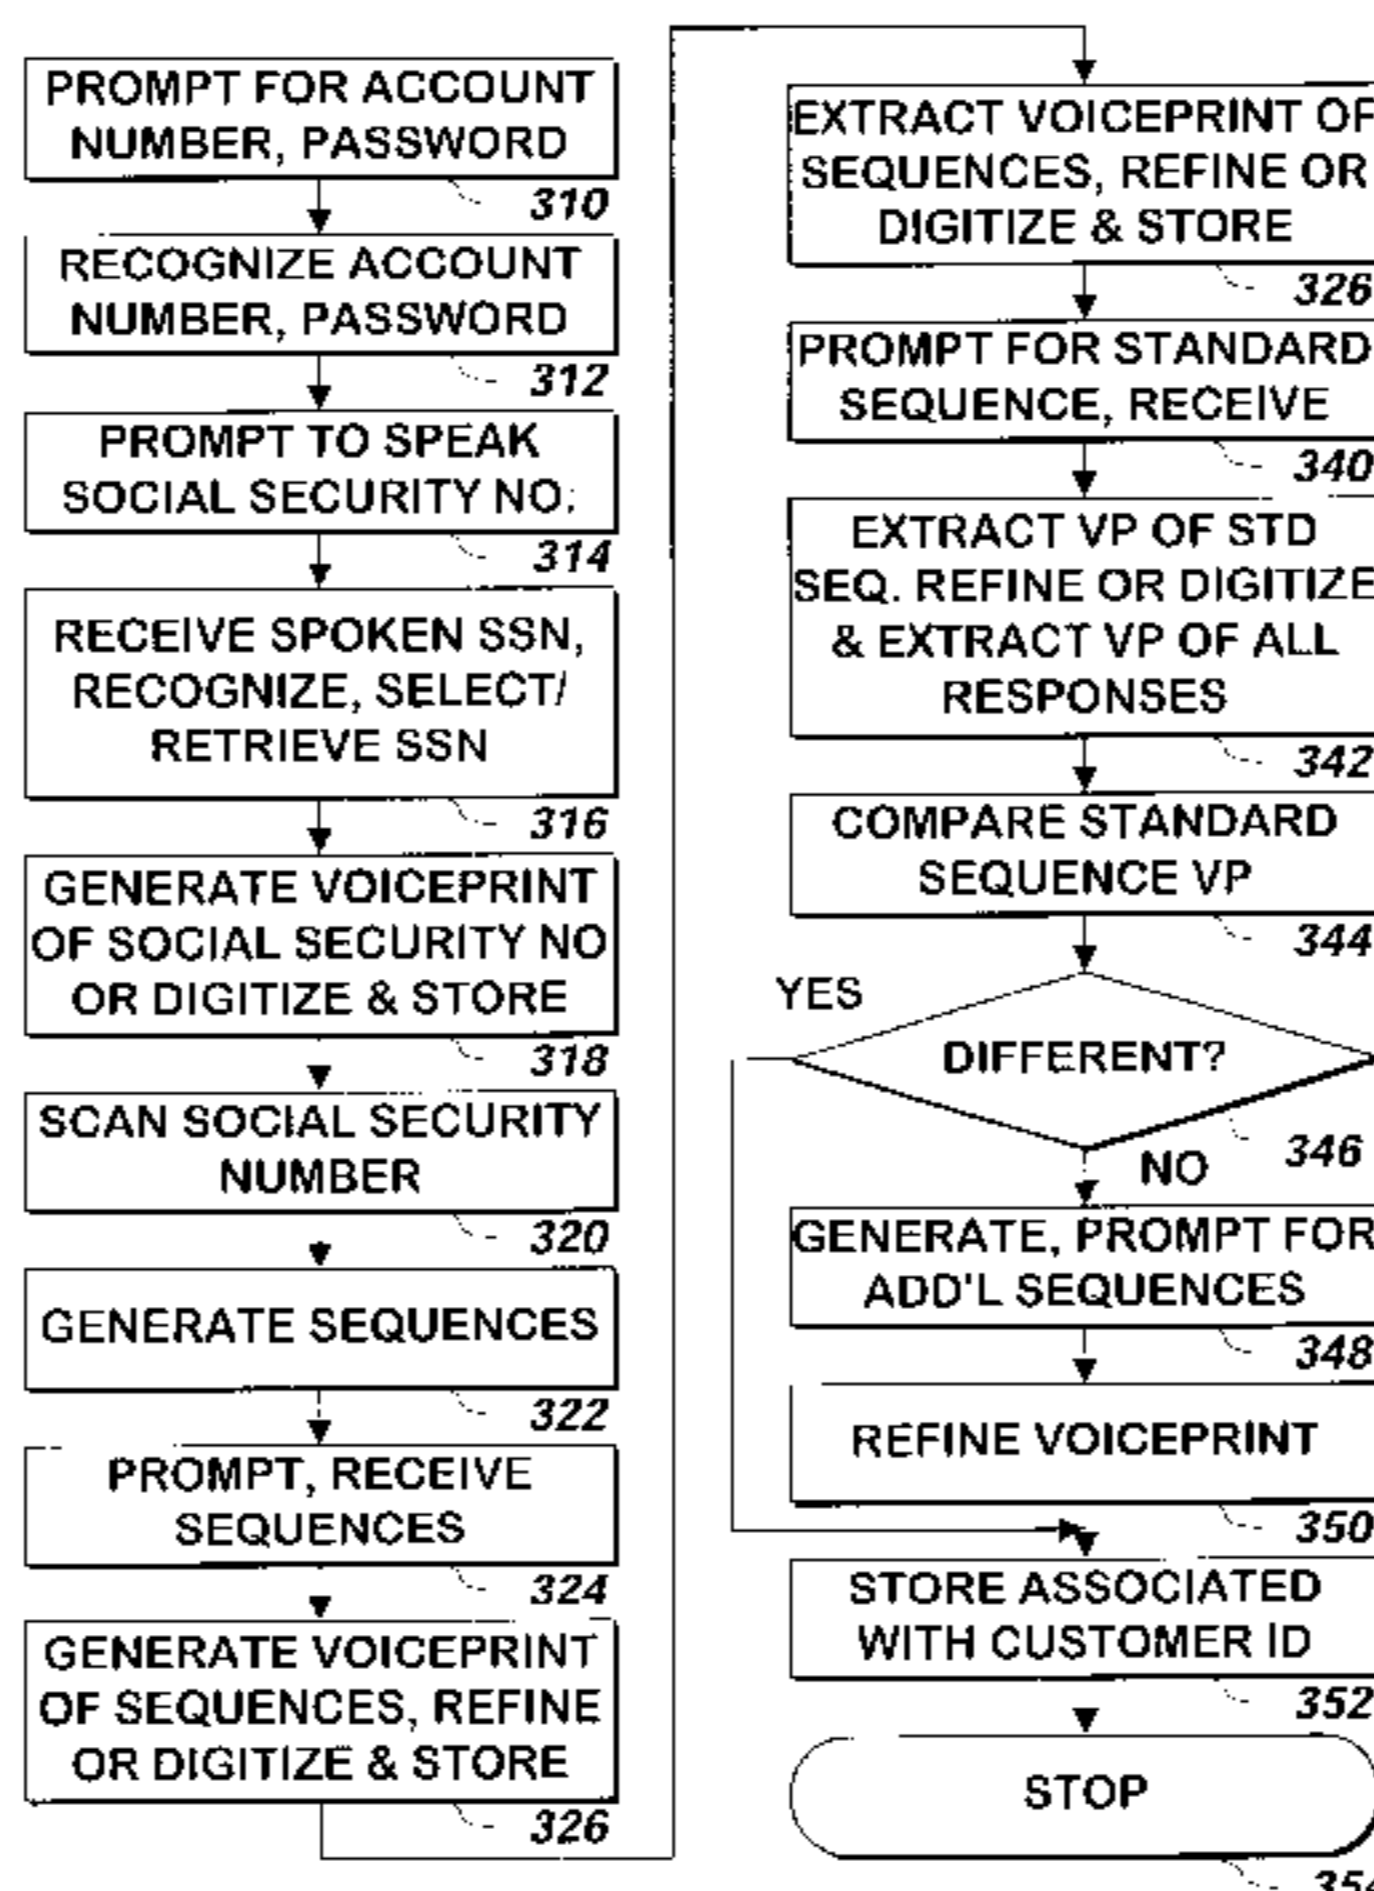 PROMPT FOR ACCOUNT
NUMBER, PASSWORD
310
RECOGNIZE ACCOUNT
NUMBER, PASSWORD
312
PROMPT TO SPEAK
SOCIAL SECURITY NO.
314
RECEIVE SPOKEN SSN,
RECOGNIZE, SELECT/
RETRIEVE SSN
316
GENERATE VOICEPRINT
OF SOCIAL SECURITY NO
OR DIGITIZE & STORE
318
SCAN SOCIAL SECURITY
NUMBER
320
GENERATE SEQUENCES
322
PROMPT, RECEIVE
SEQUENCES
324
GENERATE VOICEPRINT
OF SEQUENCES, REFINE
OR DIGITIZE & STORE
326
EXTRACT VOICEPRINT OF
SEQUENCES, REFINE OR
DIGITIZE & STORE
326
PROMPT FOR STANDARD
SEQUENCE, RECEIVE
340
EXTRACT VP OF STD
SEQ. REFINE OR DIGITIZE
& EXTRACT VP OF ALL
RESPONSES
342
COMPARE STANDARD
SEQUENCE VP
344
YES
DIFFERENT?
346
NO
GENERATE, PROMPT FOR
ADD'L SEQUENCES
348
REFINE VOICEPRINT
350
STORE ASSOCIATED
WITH CUSTOMER ID
352
STOP
354